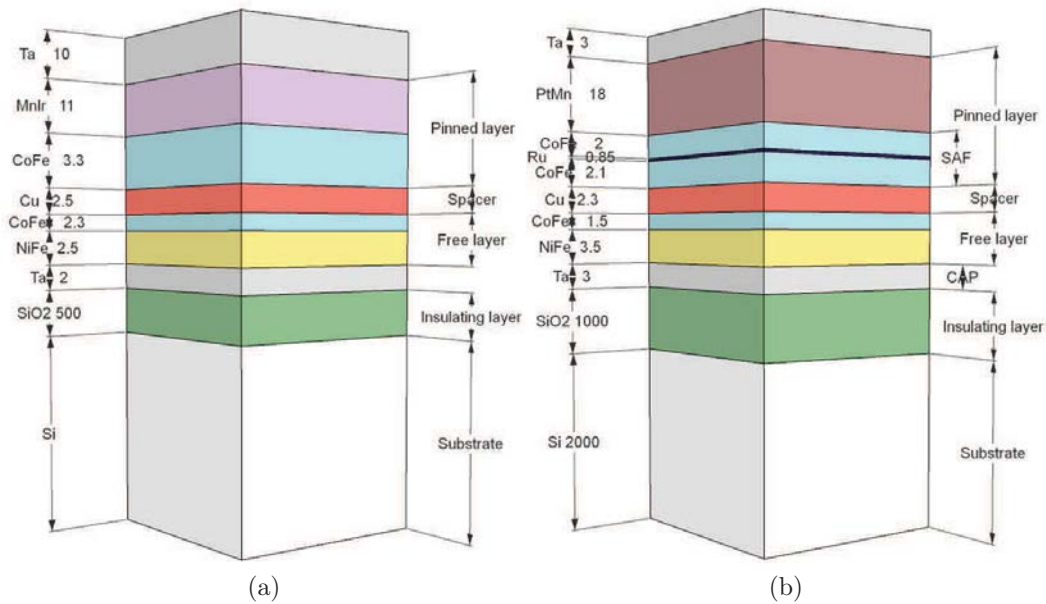 Ta 10
MnIr 11
CoFe 3.3
Cu 2.5
CoFe 2.3
NiFe 2.5
Ta 2
SiO2 500
Si
Pinned layer
Spacer
Free layer
Insulating layer
Substrate
(a)
Ta 3
PtMn 18
CoFe 2
Ru 0.85
CoFe 2.1
Cu 2.3
CoFe 1.5
NiFe 3.5
Ta 3
SiO2 1000
Si 2000
Pinned layer
SAF
Spacer
Free layer
CAP
Insulating layer
Substrate
(b)